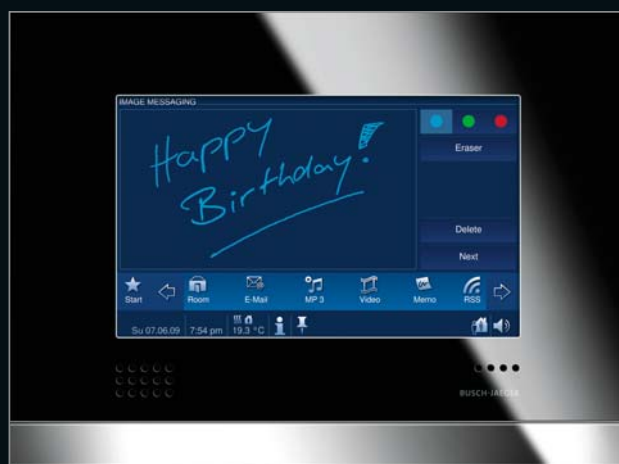 IMAGE MESSAGING
Happy
Birthday!
Eraser
Delete
Next
Start
Room
E-Mail
MP 3
Video
Memo
RSS
Su 07.06.09 7:54 pm 19.3 °C
BUSCH-JAEGER